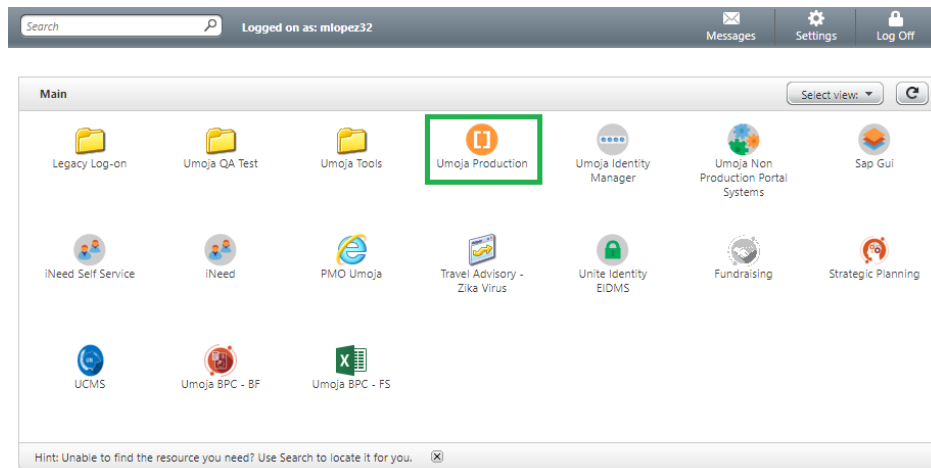 Search
Logged on as: mlopez32
Messages
Settings
Log Off
Main
Select view:
Legacy Log-on
Umoja QA Test
Umoja Tools
Umoja Production
Umoja Identity
Manager
Umoja Non
Production Portal
Systems
Sap Gui
iNeed Self Service
iNeed
PMO Umoja
Travel Advisory -
Zika Virus
Unite Identity
EIDMS
Fundraising
Strategic Planning
UCMS
Umoja BPC - BF
Umoja BPC - FS
Hint: Unable to find the resource you need? Use Search to locate it for you.